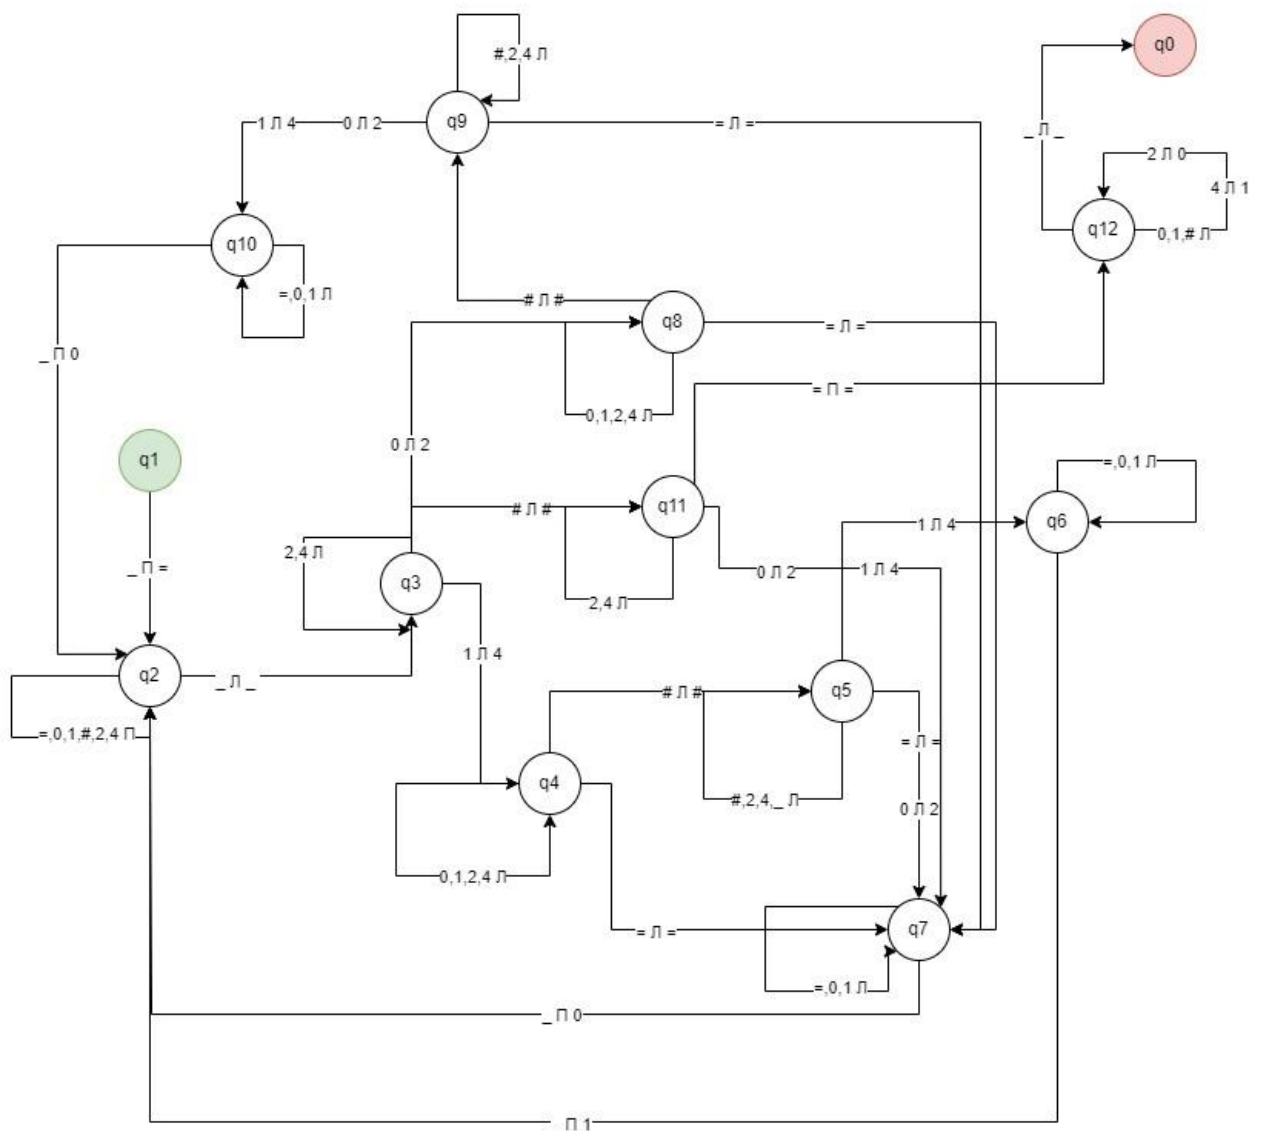 #,2,4 Л
q0
1 Л 4
0 Л 2
q9
= Л =
_ Л _
2 Л 0
4 Л 1
q12
0,1,# Л
q10
=,0,1 Л
# Л #
q8
= Л =
_ П 0
= П =
0,1,2,4 Л
0 Л 2
q1
=,0,1 Л
# Л #
q11
1 Л 4
q6
2,4 Л
_ П =
0 Л 2
1 Л 4
q3
2,4 Л
1 Л 4
q2
_ Л _
# Л #
q5
=,0,1,#,2,4 П
= Л =
q4
#,2,4,_ Л
0 Л 2
0,1,2,4 Л
= Л =
q7
=,0,1 Л
_ П 0
_ П 1